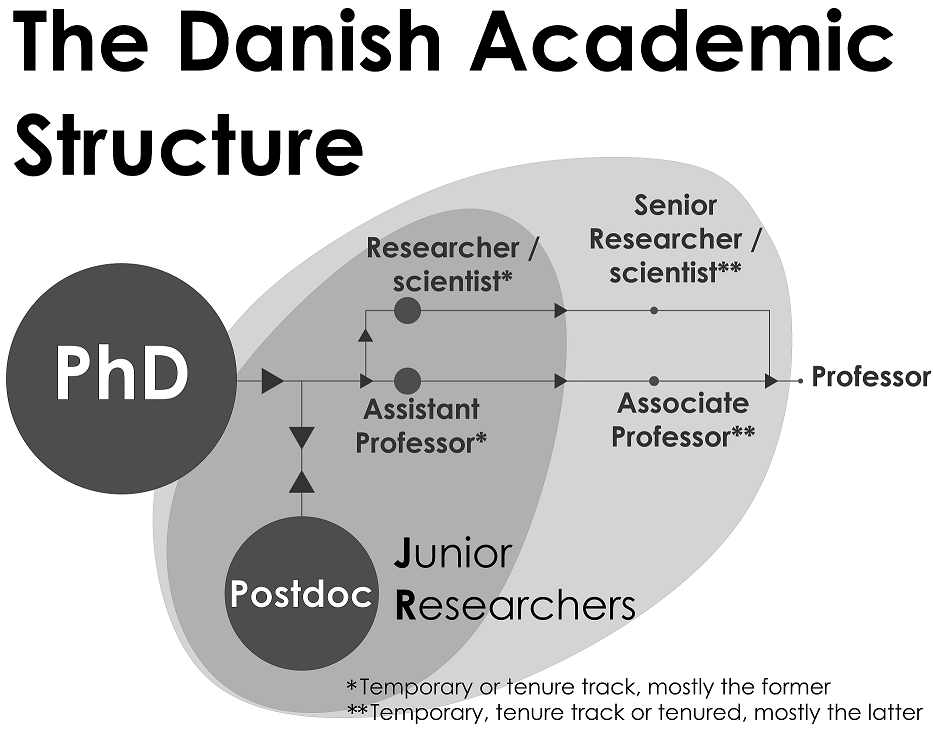 The Danish Academic
Structure
Senior
Researcher /
scientist**
Researcher /
scientist*
PhD
Professor
Assistant
Professor*
Associate
Professor**
Postdoc
Junior
Researchers
*Temporary or tenure track, mostly the former
**Temporary, tenure track or tenured, mostly the latter